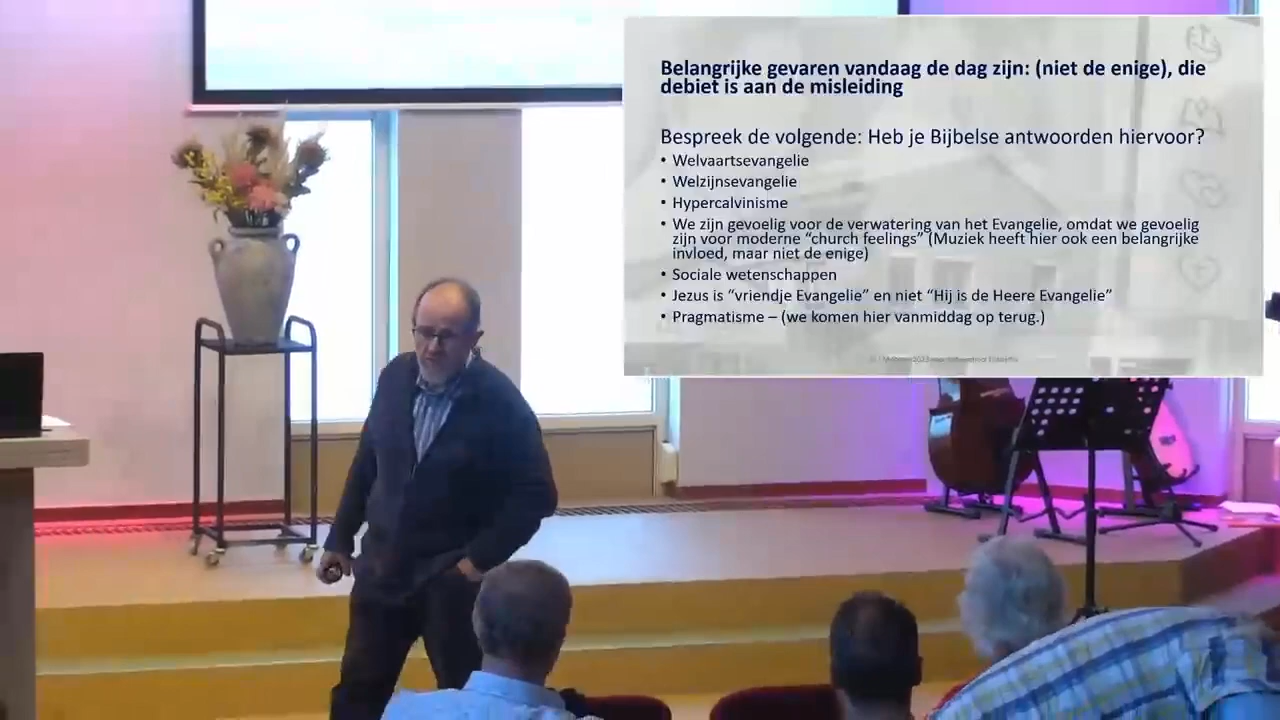 Belangrijke gevaren vandaag de dag zijn: (niet de enige), die
debiet is aan de misleiding
Bespreek de volgende: Heb je Bijbelse antwoorden hiervoor?
• Welvaartsevangelie
• Welzijnsevangelie
• Hypercalvinisme
• We zijn gevoelig voor de verwatering van het Evangelie, omdat we gevoelig
zijn voor moderne “church feelings” (Muziek heeft hier ook een belangrijke
invloed, maar niet de enige)
• Sociale wetenschappen
• Jezus is “vriendje Evangelie” en niet “Hij is de Heere Evangelie”
• Pragmatisme – (we komen hier vanmiddag op terug.)